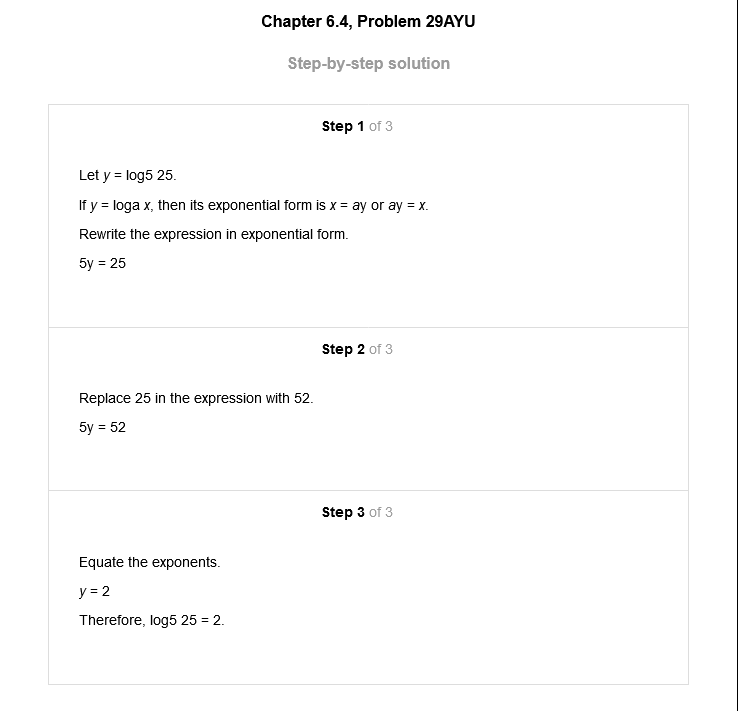 Chapter 6.4, Problem 29AYU
Step-by-step solution
Step 1 of 3
Let y = log5 25.
If y = loga x, then its exponential form is x = ay or ay = x.
Rewrite the expression in exponential form.
5y = 25
Step 2 of 3
Replace 25 in the expression with 52.
5y = 52
Step 3 of 3
Equate the exponents.
y = 2
Therefore, log5 25 = 2.